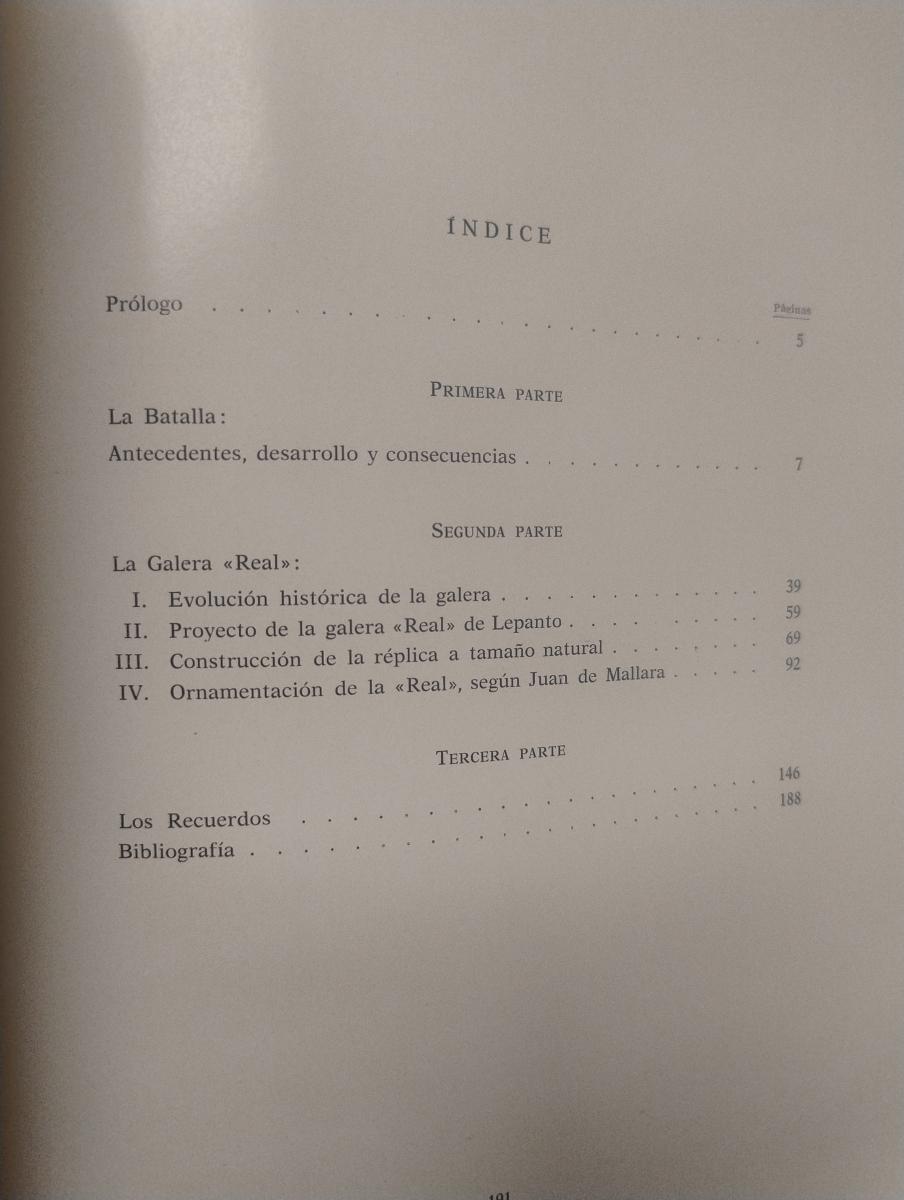 ÍNDICE
Páginas
Prólogo . . . . . . . . . . . . . . . . . . . . . . 5
PRIMERA PARTE
La Batalla:
Antecedentes, desarrollo y consecuencias . . . . . . . . . . . 7
SEGUNDA PARTE
La Galera «Real»:
I. Evolución histórica de la galera . . . . . . . . . . . 39
II. Proyecto de la galera «Real» de Lepanto . . . . . . . . 59
III. Construcción de la réplica a tamaño natural . . . . . . 69
IV. Ornamentación de la «Real», según Juan de Mallara . . . . 92
TERCERA PARTE
Los Recuerdos . . . . . . . . . . . . . . . . . . 146
Bibliografía . . . . . . . . . . . . . . . . . . . . 188
191